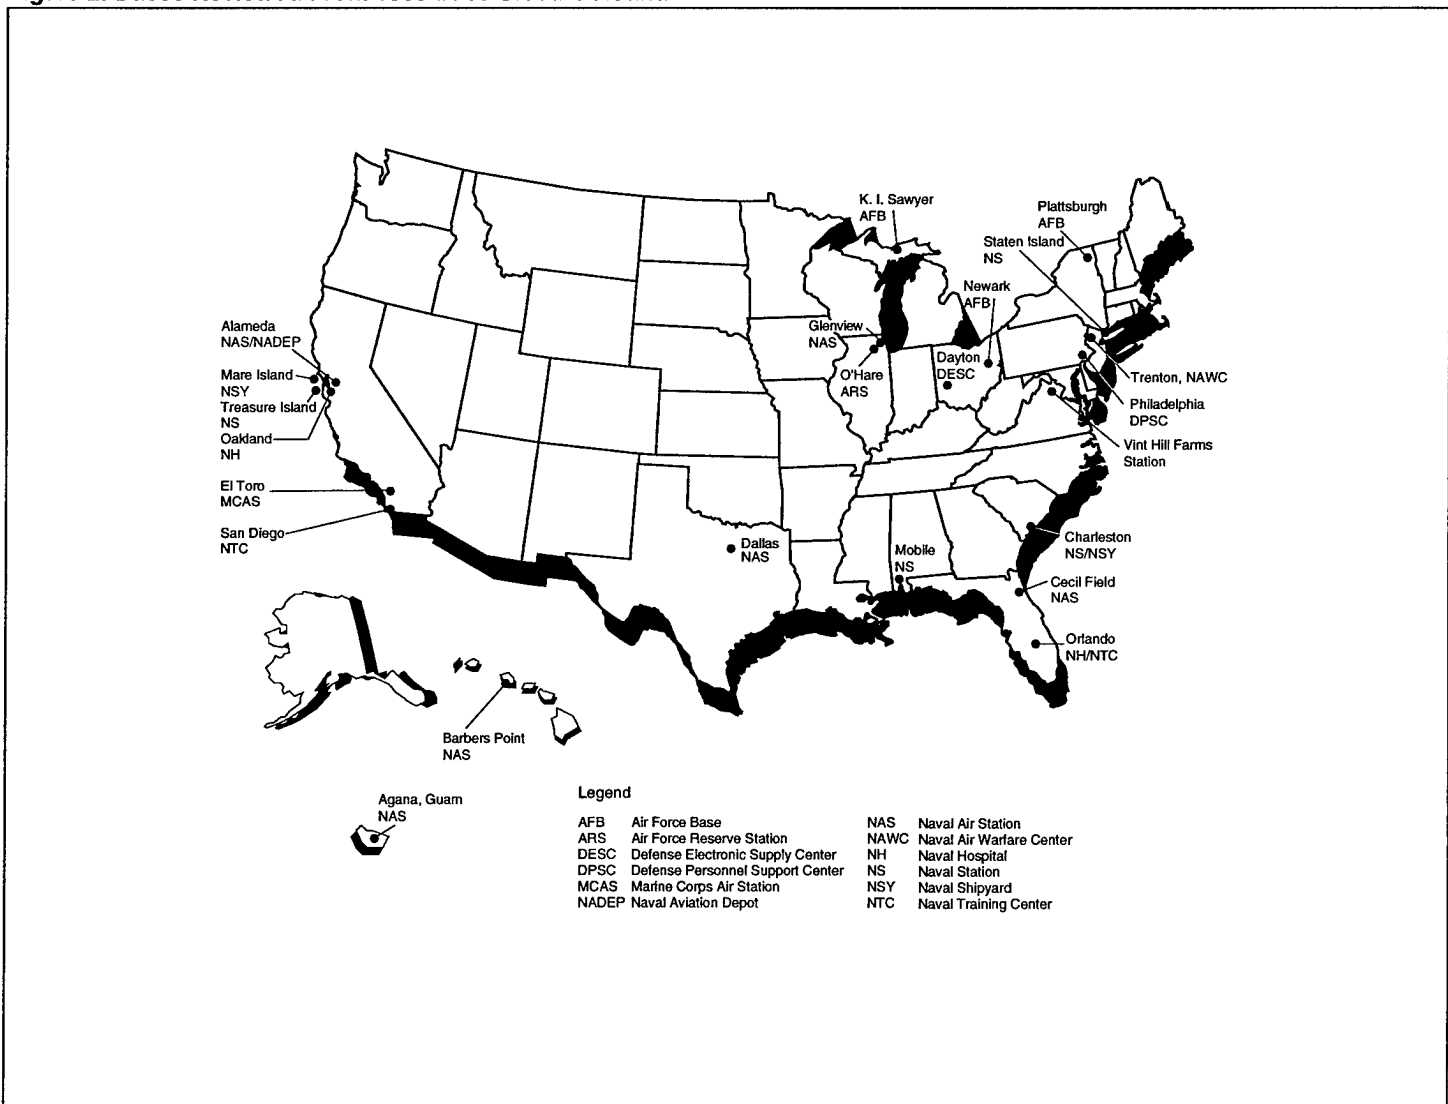 K. I. Sawyer
AFB
Plattsburgh
AFB
Staten Island
NS
Newark
AFB
Alameda
NAS/NADEP
Glenview
NAS
Mare Island
NSY
Treasure Island
NS
Oakland
NH
O'Hare
ARS
Dayton
DESC
Trenton, NAWC
Philadelphia
DPSC
Vint Hill Farms
Station
El Toro
MCAS
San Diego
NTC
Dallas
NAS
Mobile
NS
Charleston
NS/NSY
Cecil Field
NAS
Orlando
NH/NTC
Barbers Point
NAS
Agana, Guam
NAS
Legend
AFB Air Force Base
ARS Air Force Reserve Station
DESC Defense Electronic Supply Center
DPSC Defense Personnel Support Center
MCAS Marine Corps Air Station
NADEP Naval Aviation Depot
NAS Naval Air Station
NAWC Naval Air Warfare Center
NH Naval Hospital
NS Naval Station
NSY Naval Shipyard
NTC Naval Training Center